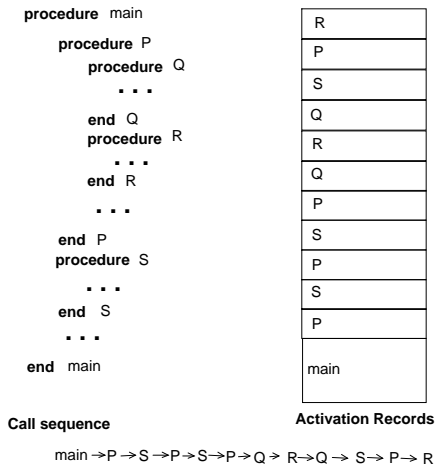 procedure main
procedure P
procedure Q
. . .
end Q
procedure R
. . .
end R
. . .
end P
procedure S
. . .
end S
. . .
end main
R
P
S
Q
R
Q
P
S
P
S
P
main
Call sequence
Activation Records
main → P → S → P → S → P → Q → R → Q → S → P → R